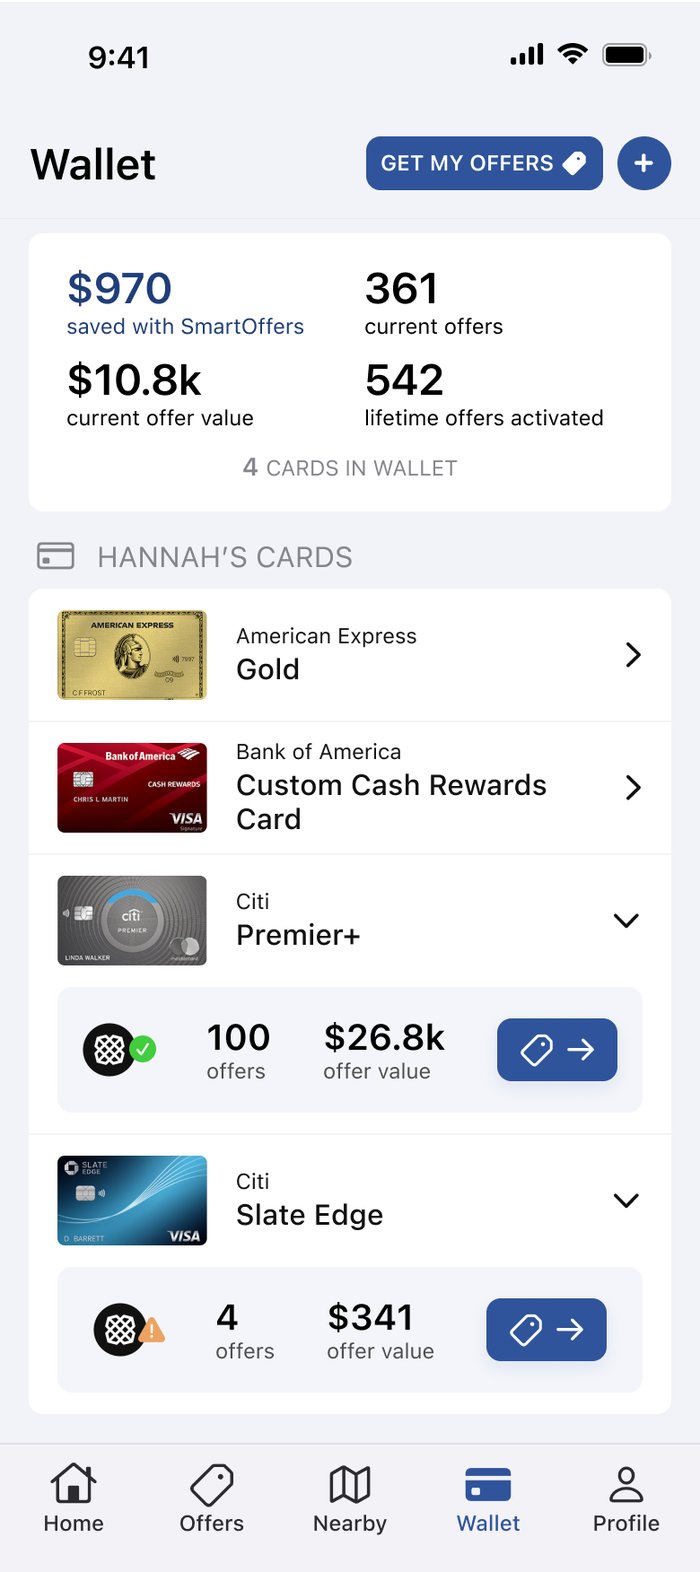 9:41
Wallet
GET MY OFFERS
$970
saved with SmartOffers
361
current offers
$10.8k
current offer value
542
lifetime offers activated
4 CARDS IN WALLET
HANNAH'S CARDS
AMERICAN EXPRESS
7997
09
C F FROST
American Express
Gold
Bank of America
CASH REWARDS
CHRIS L MARTIN
VISA
Signature
Bank of America
Custom Cash Rewards
Card
citi
PREMIER
LINDA WALKER
mastercard
Citi
Premier+
100
offers
$26.8k
offer value
SLATE
EDGE
D. BARRETT
VISA
Citi
Slate Edge
4
offers
$341
offer value
Home
Offers
Nearby
Wallet
Profile